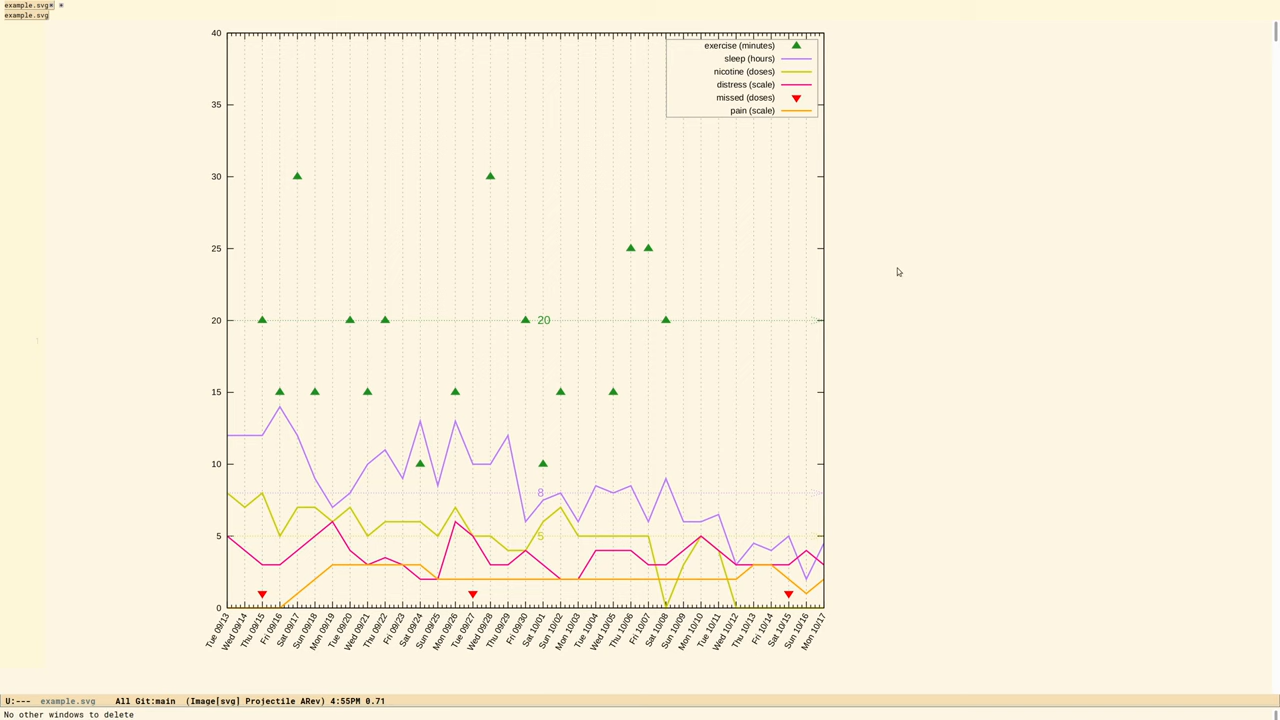 example.svg* *
example.svg
40
35
30
25
20
15
10
5
0
exercise (minutes)
sleep (hours)
nicotine (doses)
distress (scale)
missed (doses)
pain (scale)
20
8
5
Tue 09/13
Wed 09/14
Thu 09/15
Fri 09/16
Sat 09/17
Sun 09/18
Mon 09/19
Tue 09/20
Wed 09/21
Thu 09/22
Fri 09/23
Sat 09/24
Sun 09/25
Mon 09/26
Tue 09/27
Wed 09/28
Thu 09/29
Fri 09/30
Sat 10/01
Sun 10/02
Mon 10/03
Tue 10/04
Wed 10/05
Thu 10/06
Fri 10/07
Sat 10/08
Sun 10/09
Mon 10/10
Tue 10/11
Wed 10/12
Thu 10/13
Fri 10/14
Sat 10/15
Sun 10/16
Mon 10/17
U:--- example.svg All Git:main (Image[svg] Projectile ARev) 4:55PM 0.71
No other windows to delete